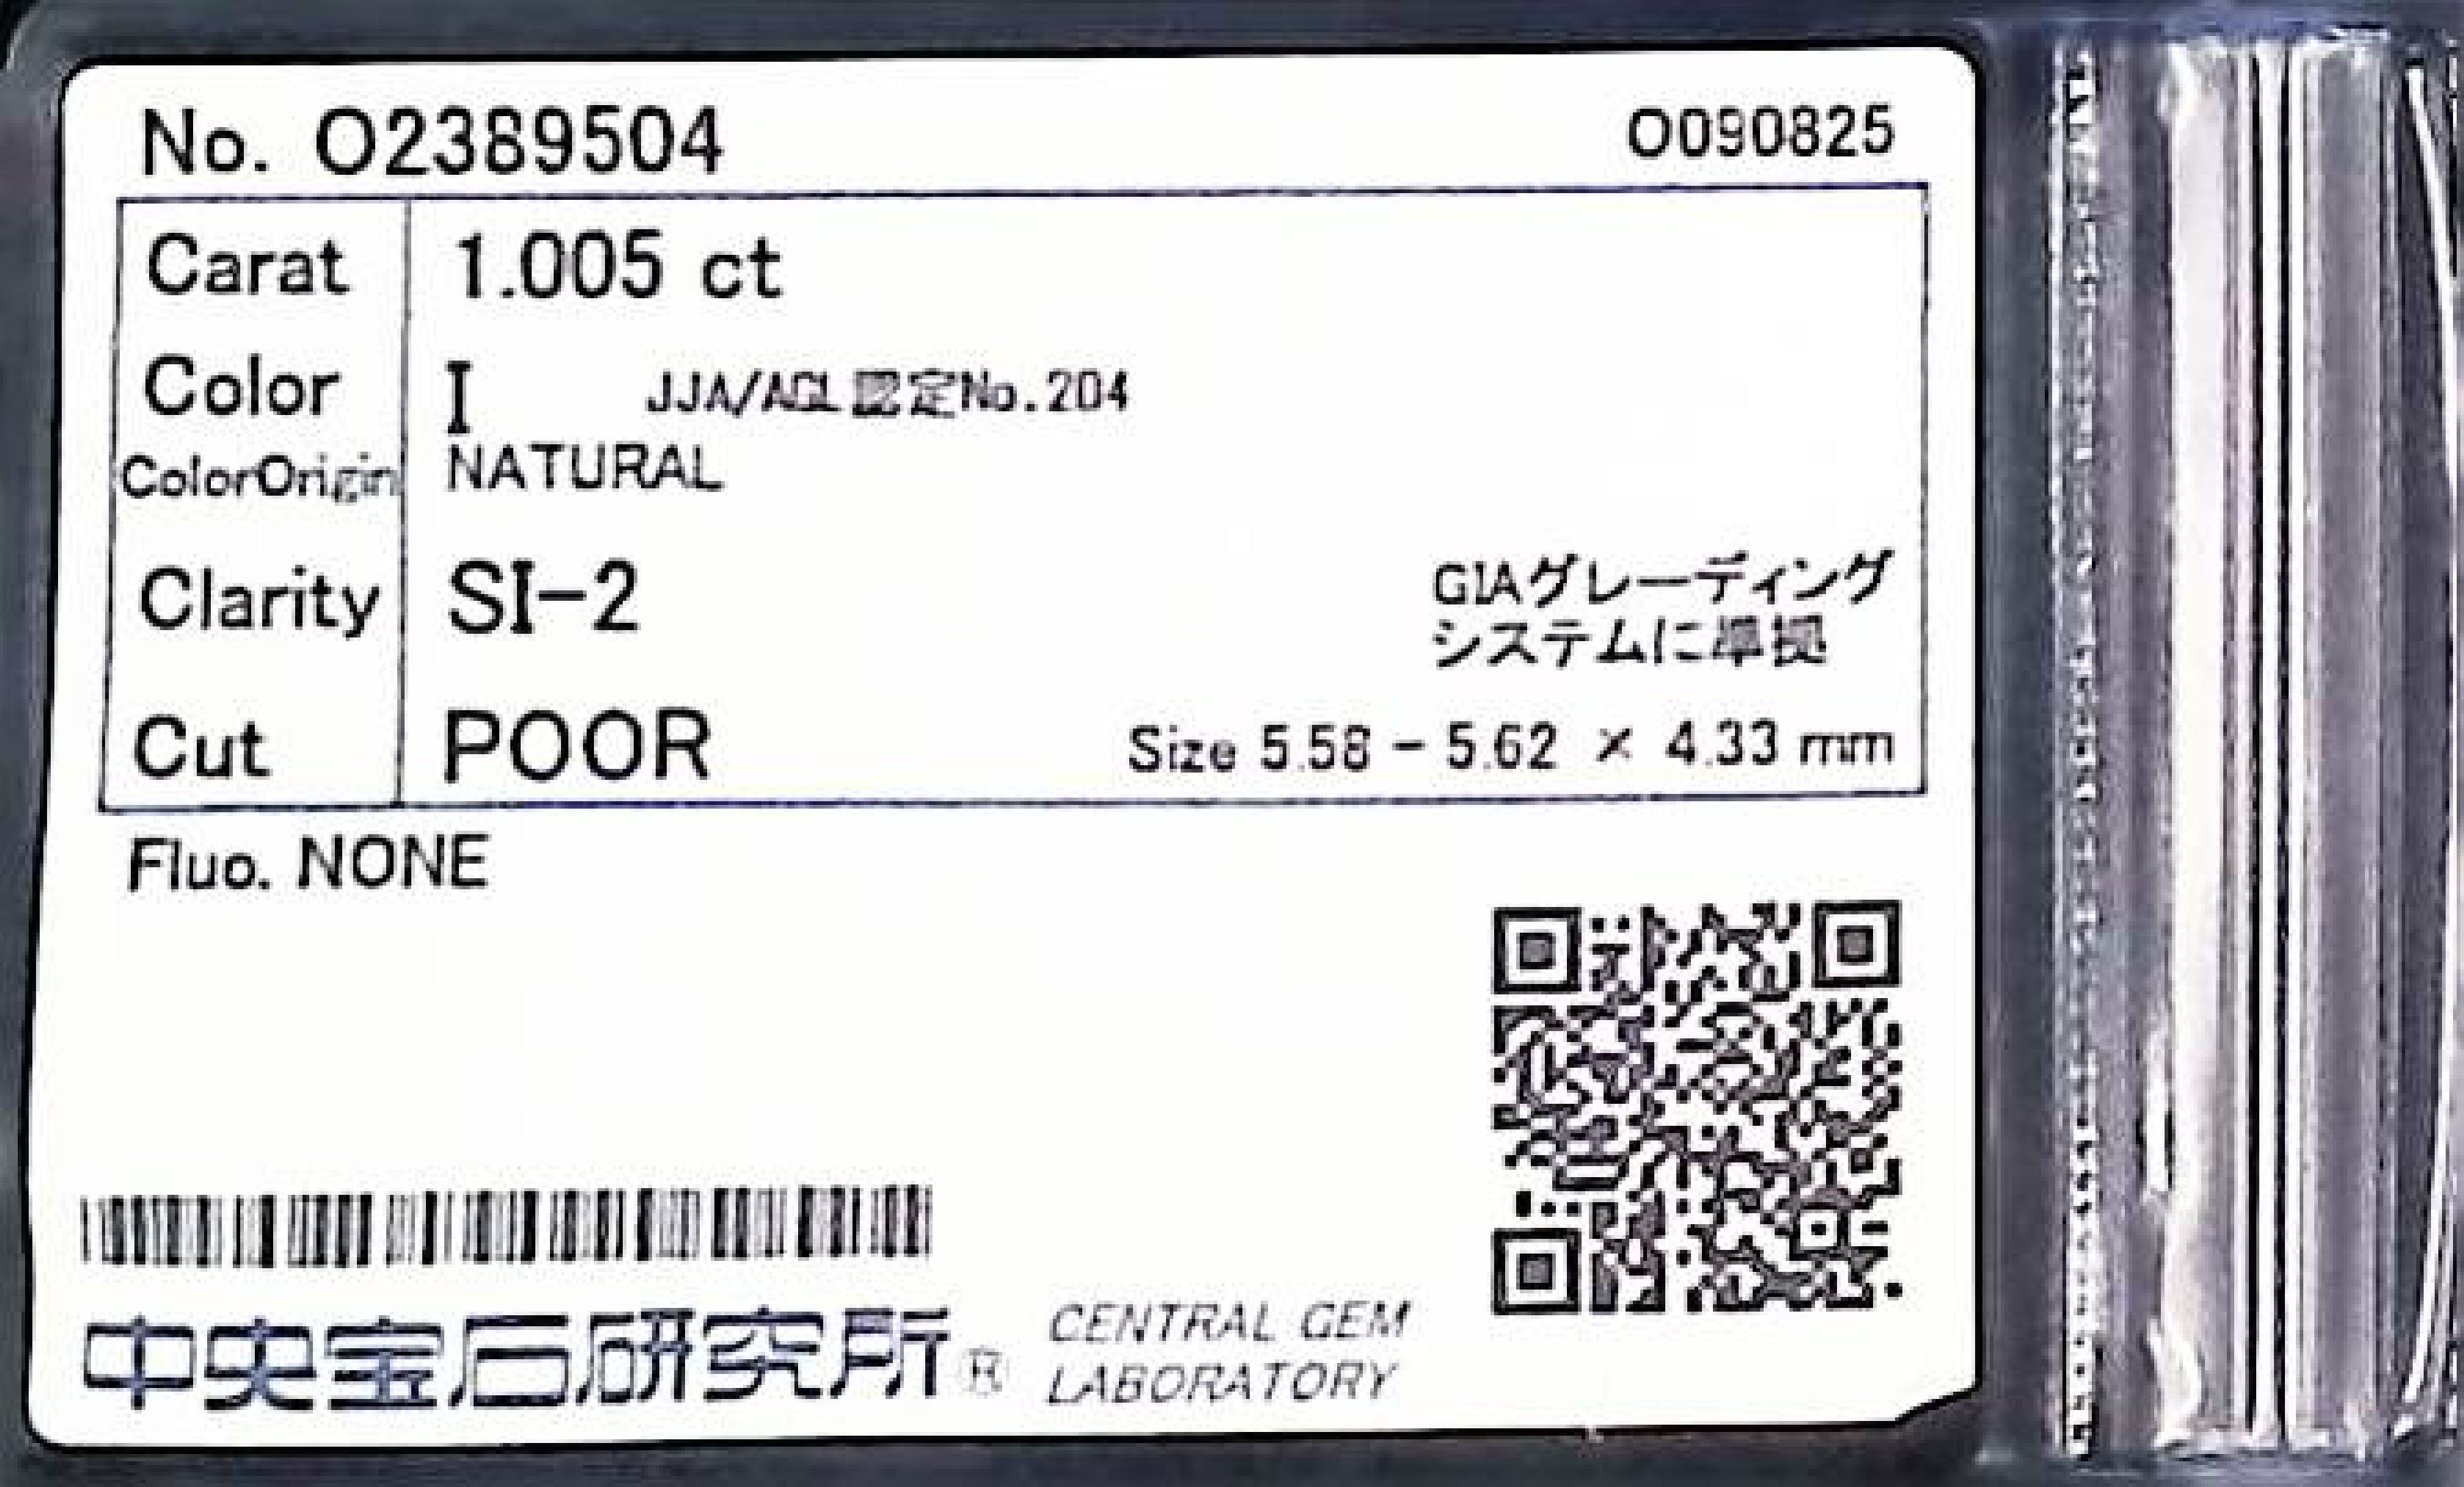 No. O2389504
O090825
Carat 1.005 ct
Color I JJA/AGL認定No.204
ColorOrigin NATURAL
Clarity SI-2
GIAグレーディング
システムに準拠
Cut POOR Size 5.58 - 5.62 × 4.33 mm
Fluo. NONE
中央宝石研究所® CENTRAL GEM
LABORATORY